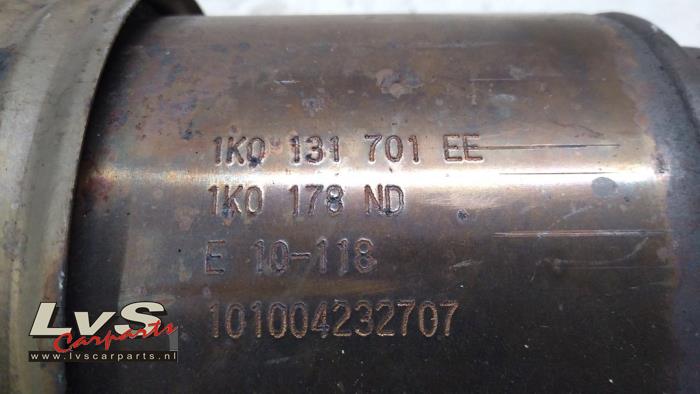 1K0 131 701 EE
1K0 178 ND
E 10-118
101004232707
LvS
Carparts
www.lvscarparts.nl